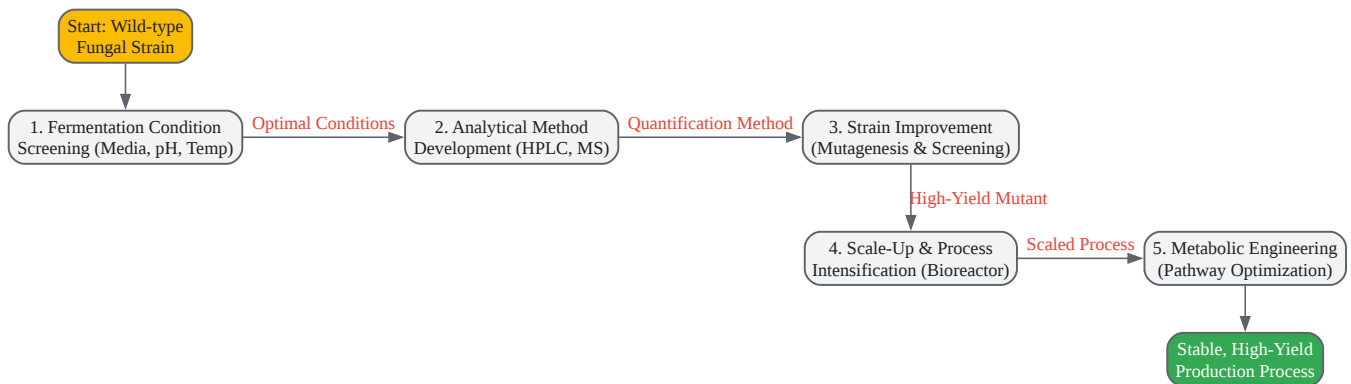 Start: Wild-type
Fungal Strain
1. Fermentation Condition
Screening (Media, pH, Temp)
Optimal Conditions
2. Analytical Method
Development (HPLC, MS)
Quantification Method
3. Strain Improvement
(Mutagenesis & Screening)
High-Yield Mutant
4. Scale-Up & Process
Intensification (Bioreactor)
Scaled Process
5. Metabolic Engineering
(Pathway Optimization)
Stable, High-Yield
Production Process